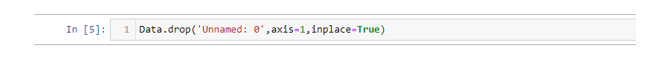 In [5]: 1 Data.drop('Unnamed: 0',axis=1,inplace=True)